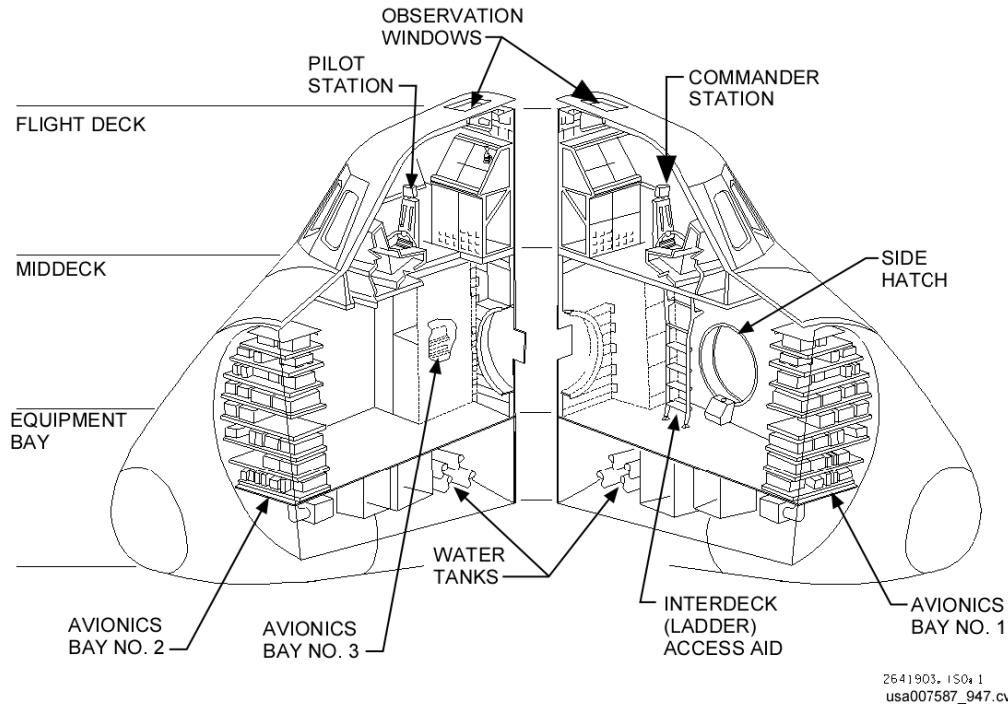 OBSERVATION
WINDOWS
PILOT
STATION
COMMANDER
STATION
FLIGHT DECK
MIDDECK
SIDE
HATCH
EQUIPMENT
BAY
WATER
TANKS
AVIONICS
BAY NO. 2
AVIONICS
BAY NO. 3
INTERDECK
(LADDER)
ACCESS AID
AVIONICS
BAY NO. 1
usa007587_947.cv